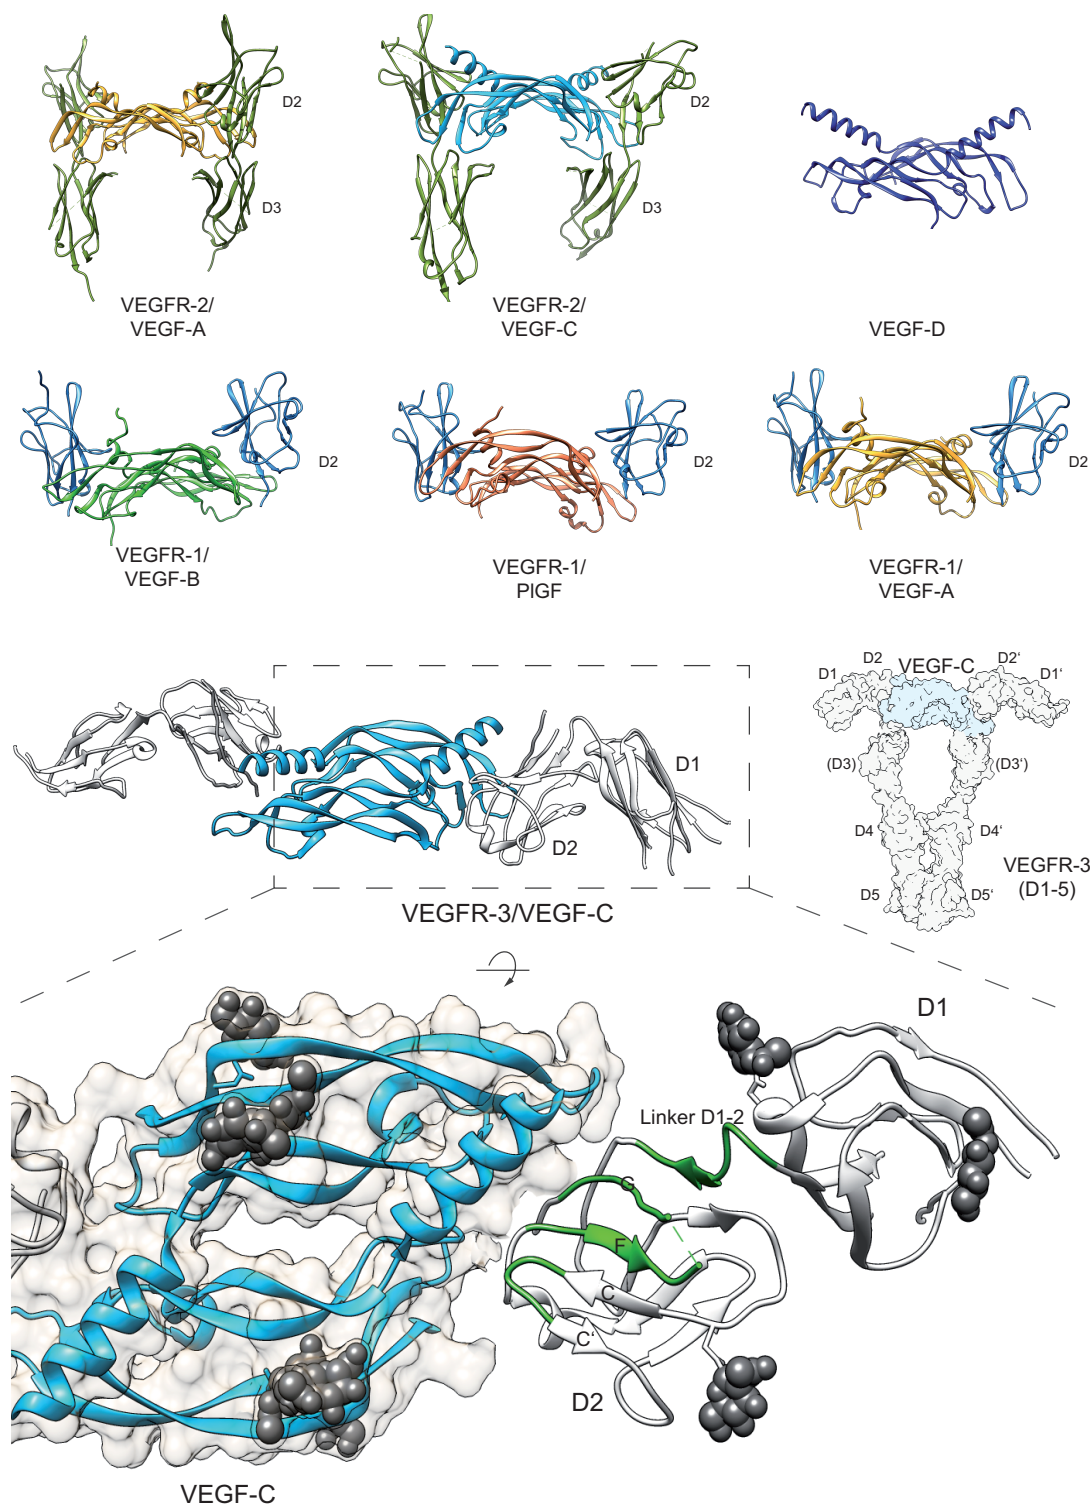 D2
D3
VEGFR-2/
VEGF-A
D2
D3
VEGFR-2/
VEGF-C
VEGF-D
D2
VEGFR-1/
VEGF-B
D2
VEGFR-1/
PlGF
D2
VEGFR-1/
VEGF-A
D1
D2
VEGFR-3/VEGF-C
D1
D2
VEGF-C
D2‘
D1‘
(D3)
(D3‘)
D4
D4‘
VEGFR-3
(D1-5)
D5
D5‘
D1
Linker D1-2
G
F
C
C‘
D2
VEGF-C